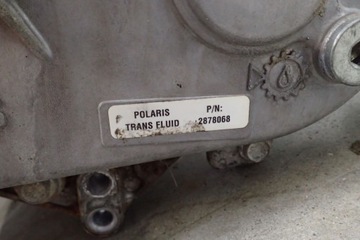 POLARIS P/N:
TRANS FLUID 2878068